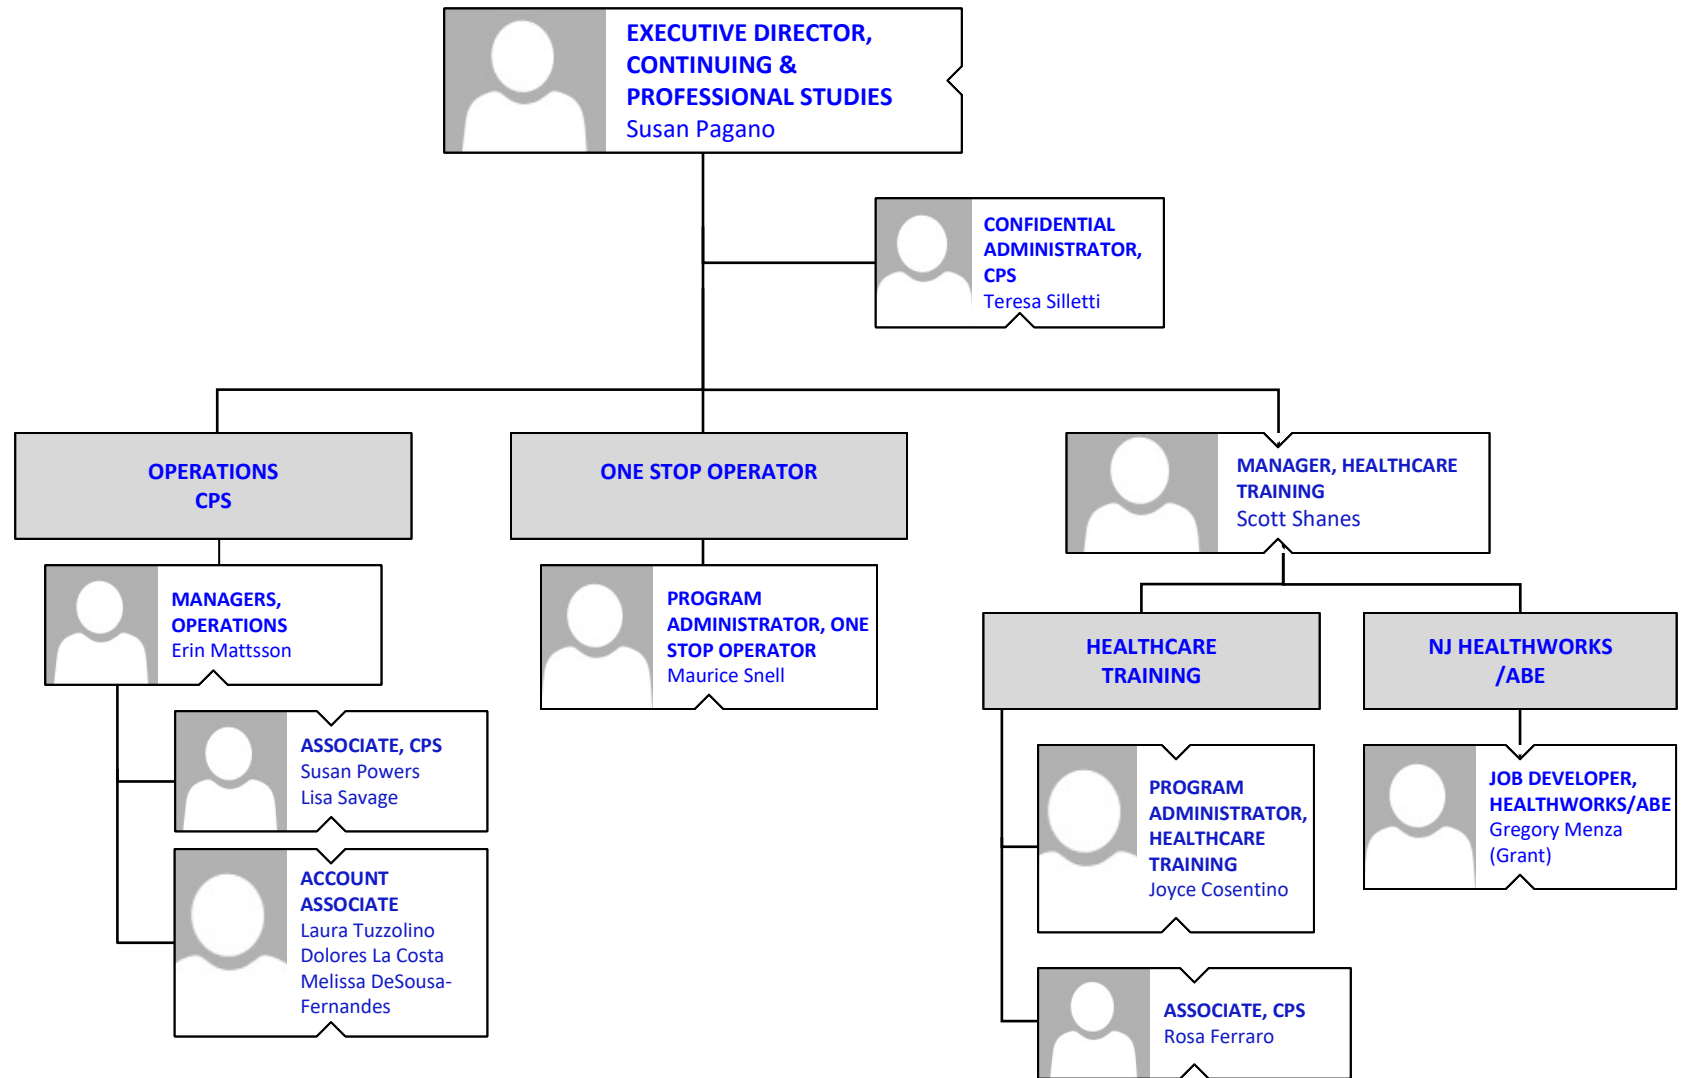 EXECUTIVE DIRECTOR,
CONTINUING &
PROFESSIONAL STUDIES
Susan Pagano
CONFIDENTIAL
ADMINISTRATOR,
CPS
Teresa Silletti
OPERATIONS
CPS
MANAGERS,
OPERATIONS
Erin Mattsson
ASSOCIATE, CPS
Susan Powers
Lisa Savage
ACCOUNT
ASSOCIATE
Laura Tuzzolino
Dolores La Costa
Melissa DeSousa-
Fernandes
ONE STOP OPERATOR
PROGRAM
ADMINISTRATOR, ONE
STOP OPERATOR
Maurice Snell
MANAGER, HEALTHCARE
TRAINING
Scott Shanes
HEALTHCARE
TRAINING
PROGRAM
ADMINISTRATOR,
HEALTHCARE
TRAINING
Joyce Cosentino
ASSOCIATE, CPS
Rosa Ferraro
NJ HEALTHWORKS
/ABE
JOB DEVELOPER,
HEALTHWORKS/ABE
Gregory Menza
(Grant)